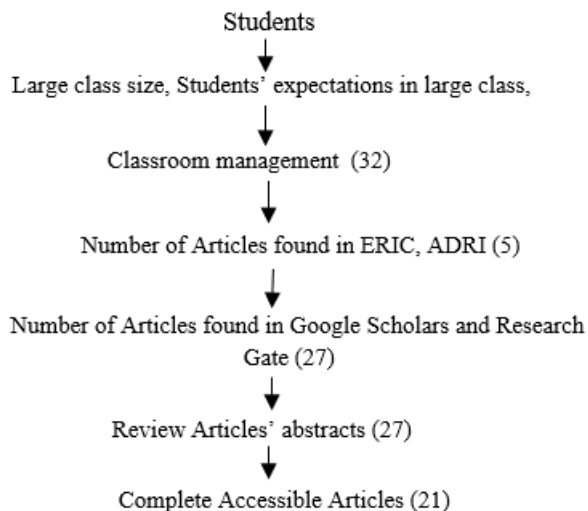 Students
Large class size, Students’ expectations in large class,
Classroom management (32)
Number of Articles found in ERIC, ADRI (5)
Number of Articles found in Google Scholars and Research
Gate (27)
Review Articles’ abstracts (27)
Complete Accessible Articles (21)